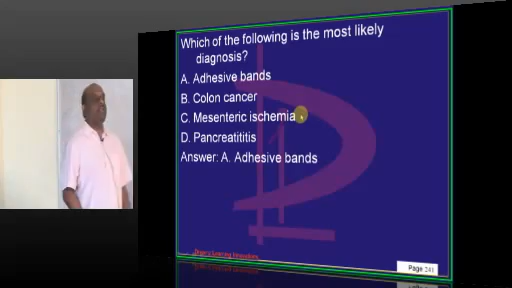 Which of the following is the most likely
diagnosis?
A. Adhesive bands
B. Colon cancer
C. Mesenteric ischemia
D. Pancreatititis
Answer: A. Adhesive bands
Page 341